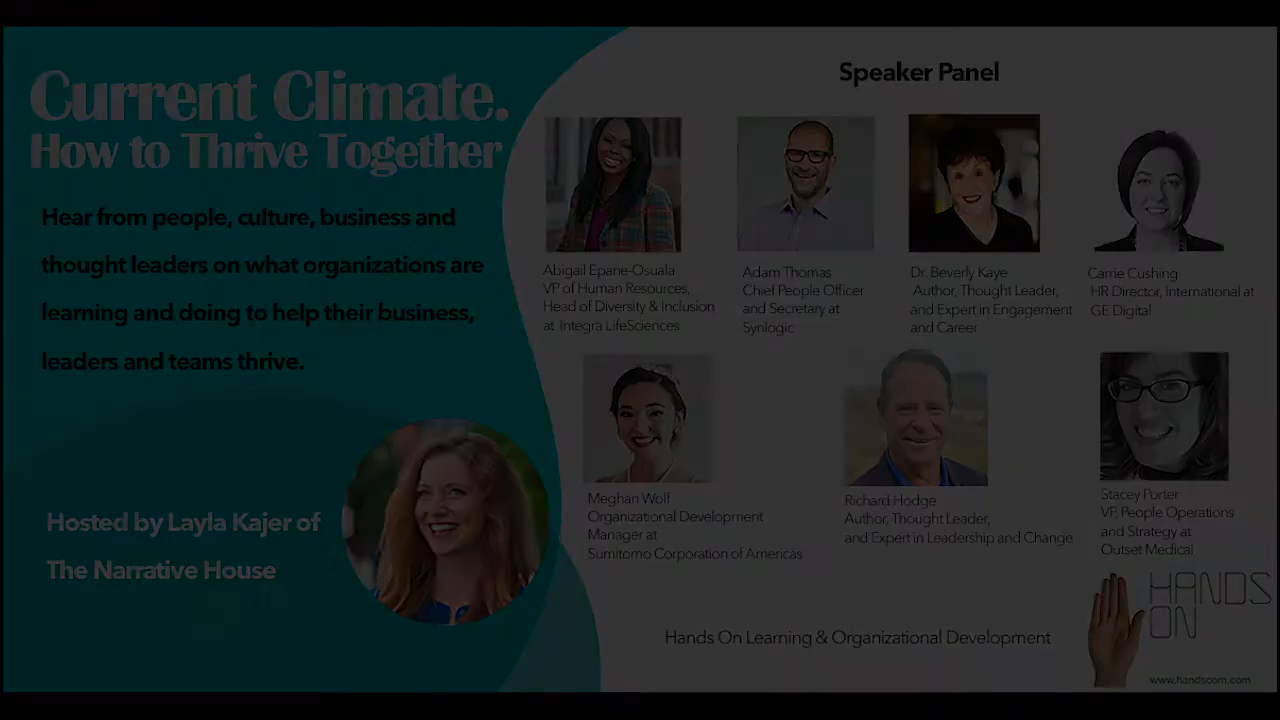 Current Climate.
How to Thrive Together
Hear from people, culture, business and
thought leaders on what organizations are
learning and doing to help their business,
leaders and teams thrive.
Hosted by Layla Kajer of
The Narrative House
Speaker Panel
Abigail Epane-Osuala
VP of Human Resources,
Head of Diversity & Inclusion
at Integra LifeSciences
Adam Thomas
Chiel People Officer
and Secretary at
Synlogic
Dr. Beverly Kaye
Author, Thought Leader,
and Expert in Engagement
and Career
Carrie Cushing
HR Director, International at
GE Digital
Meghan Wolf
Organizational Development
Manager at
Sumitomo Corporation of Americas
Richard Hodge
Author, Thought Leader,
and Expert in Leadership and Change
Stacey Porter
VP, People Operations
and Strategy at
Outset Medical
Hands On Learning & Organizational Development
HANDS
ON
www.handscom.com